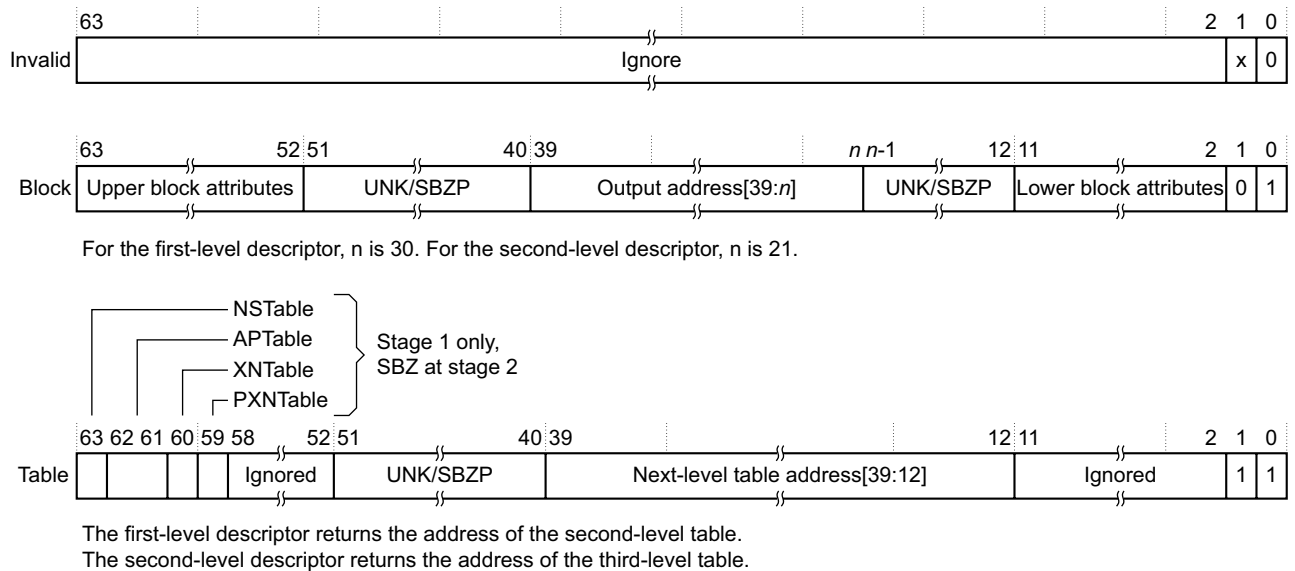 63 2 1 0
Invalid Ignore x 0
63 52 51 40 39 n n-1 12 11 2 1 0
Block Upper block attributes UNK/SBZP Output address[39:n] UNK/SBZP Lower block attributes 0 1
For the first-level descriptor, n is 30. For the second-level descriptor, n is 21.
NSTable
APTable
XNTable
PXNTable
Stage 1 only,
SBZ at stage 2
63 62 61 60 59 58 52 51 40 39 12 11 2 1 0
Table Ignored UNK/SBZP Next-level table address[39:12] Ignored 1 1
The first-level descriptor returns the address of the second-level table.
The second-level descriptor returns the address of the third-level table.